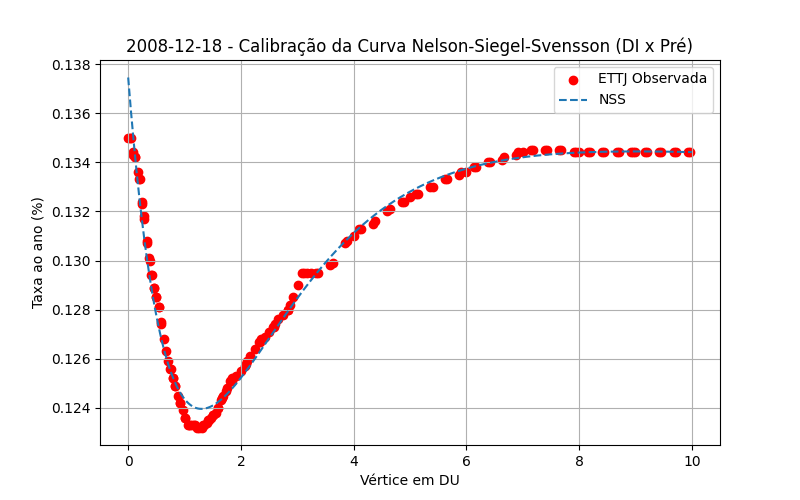 2008-12-18 - Calibração da Curva Nelson-Siegel-Svensson (DI x Pré)
ETTJ Observada
NSS
Taxa ao ano (%)
0.138
0.136
0.134
0.132
0.130
0.128
0.126
0.124
0 2 4 6 8 10
Vértice em DU